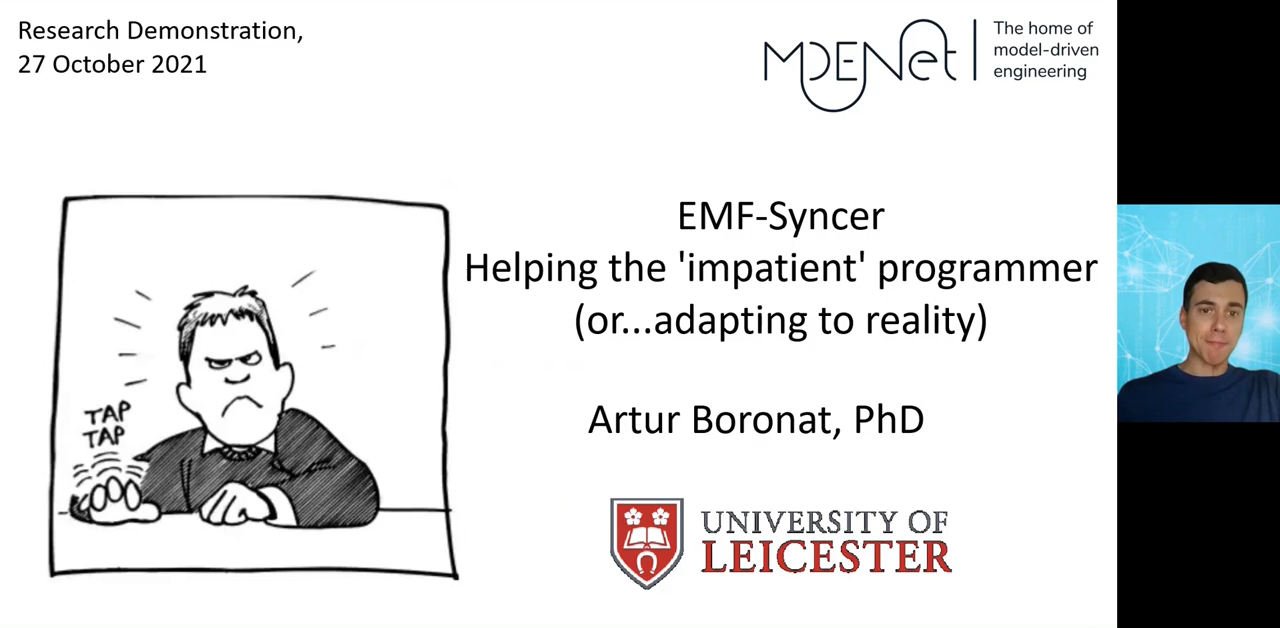 Research Demonstration,
27 October 2021
MDENet
The home of
model-driven
engineering
EMF-Syncer
Helping the 'impatient' programmer
(or...adapting to reality)
Artur Boronat, PhD
TAP
TAP
UNIVERSITY OF
LEICESTER